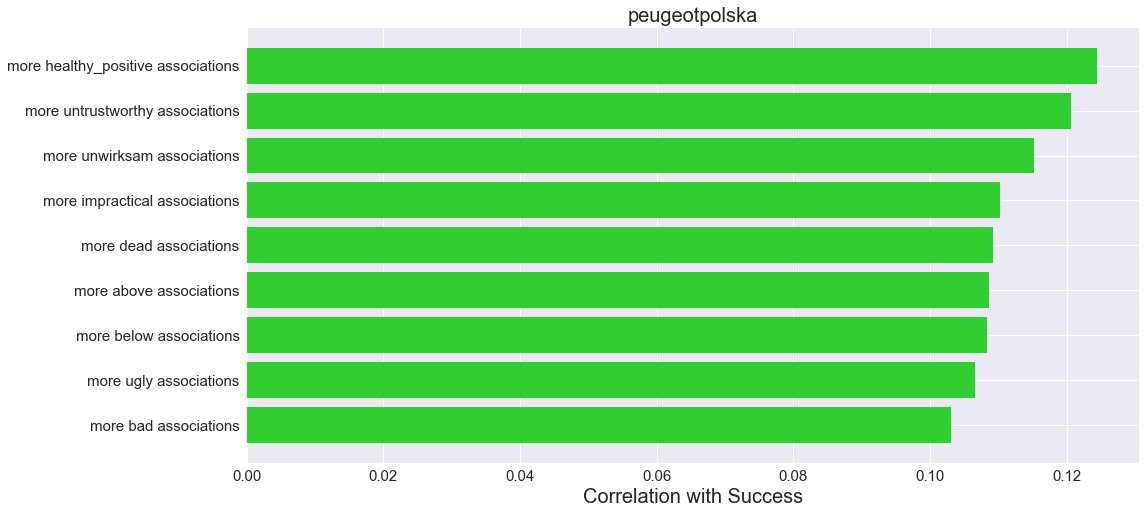 peugeotpolska
more healthy_positive associations
more untrustworthy associations
more unwirksam associations
more impractical associations
more dead associations
more above associations
more below associations
more ugly associations
more bad associations
0.00 0.02 0.04 0.06 0.08 0.10 0.12
Correlation with Success